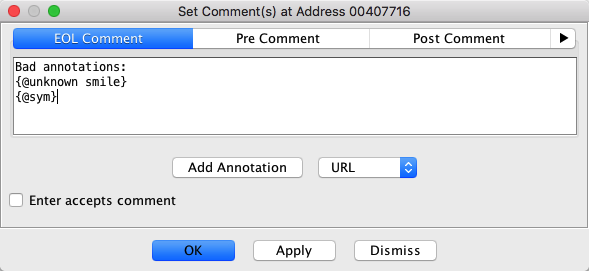 Set Comment(s) at Address 00407716
EOL Comment Pre Comment Post Comment
Bad annotations:
{@unknown smile}
{@sym}
Add Annotation URL
Enter accepts comment
OK Apply Dismiss